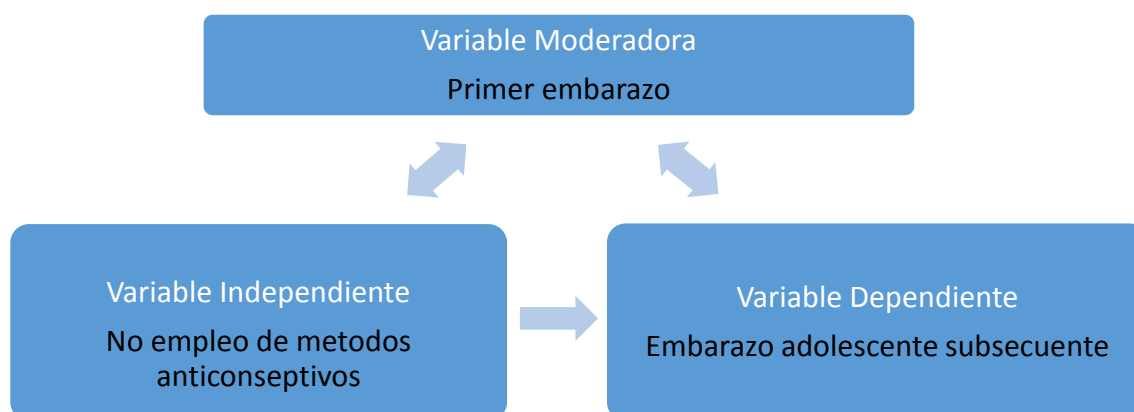 Variable Moderadora
Primer embarazo
Variable Independiente
No empleo de metodos
anticonseptivos
Variable Dependiente
Embarazo adolescente subsecuente